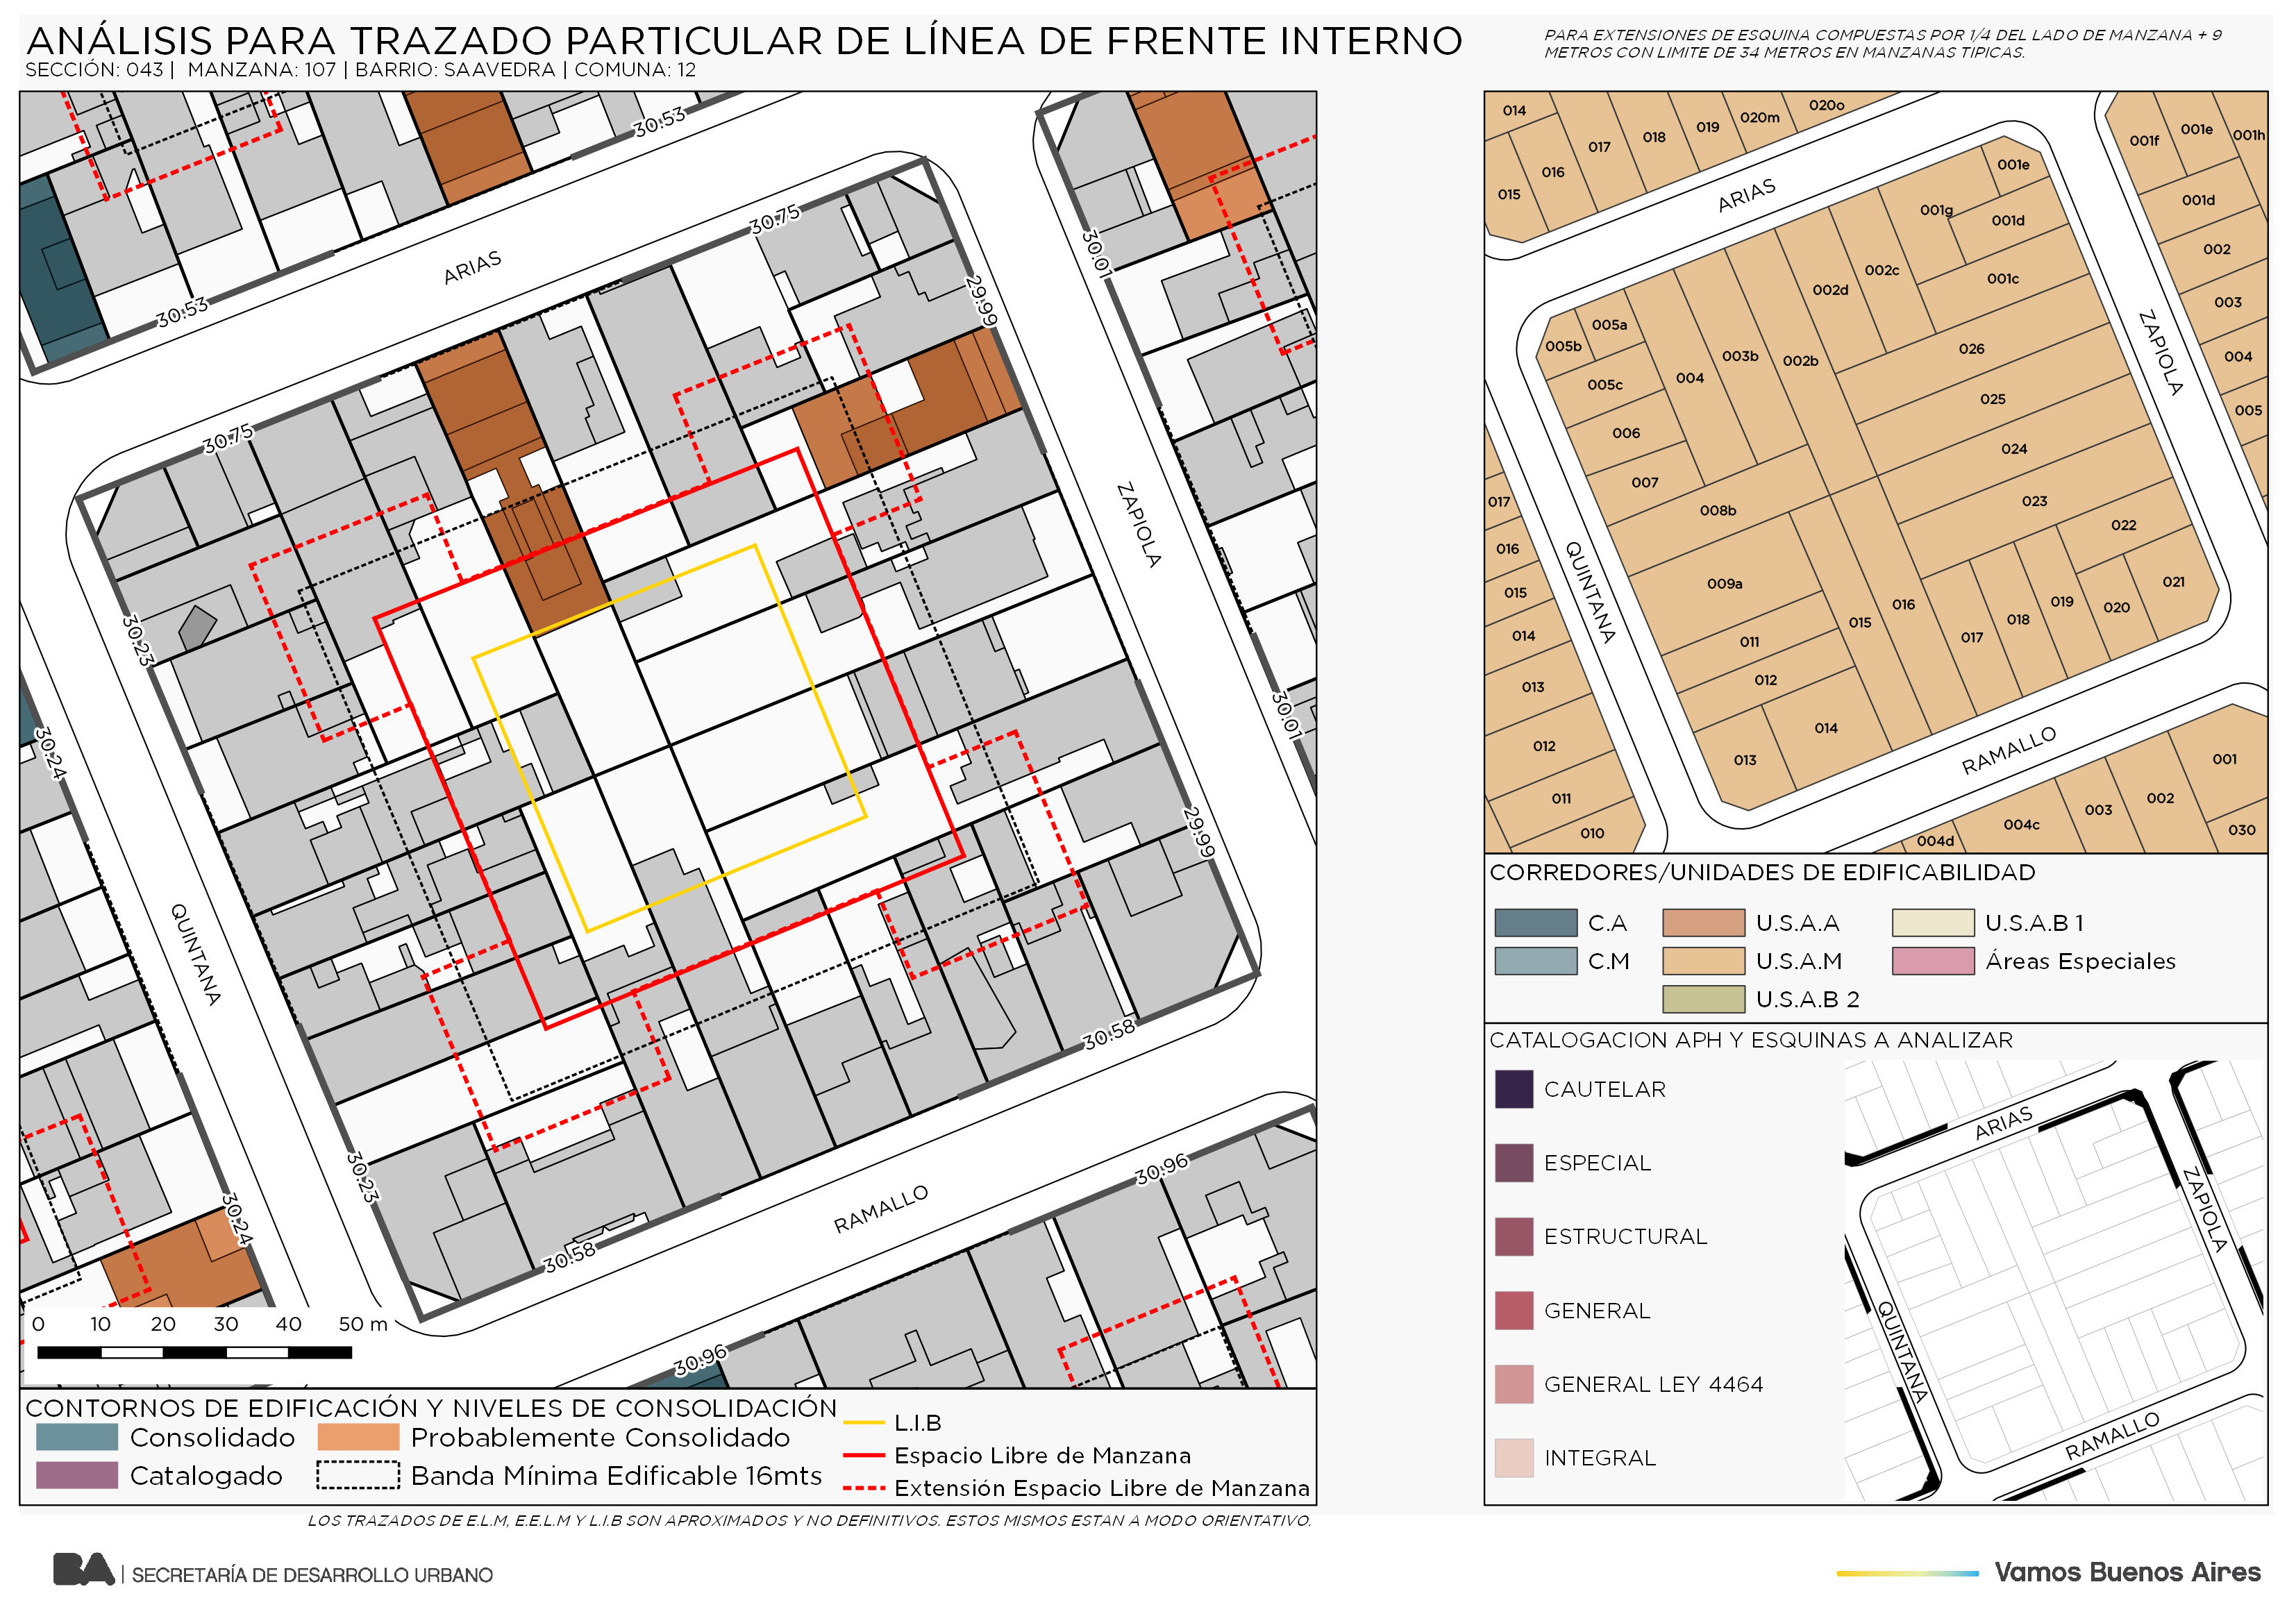 ANÁLISIS PARA TRAZADO PARTICULAR DE LÍNEA DE FRENTE INTERNO
SECCIÓN: 043 | MANZANA: 107 | BARRIO: SAAVEDRA | COMUNA: 12
PARA EXTENSIONES DE ESQUINA COMPUESTAS POR 1/4 DEL LADO DE MANZANA + 9
METROS CON LIMITE DE 34 METROS EN MANZANAS TIPICAS.
30.53
30.53
ARIAS
30.75
30.75
30.01
29.99
ZAPIOLA
30.01
29.99
30.23
30.24
QUINTANA
30.23
30.24
30.58
30.58
RAMALLO
30.96
30.96
0 10 20 30 40 50 m
CONTORNOS DE EDIFICACIÓN Y NIVELES DE CONSOLIDACIÓN
Consolidado
Probablemente Consolidado
Catalogado
Banda Mínima Edificable 16mts
L.I.B
Espacio Libre de Manzana
Extensión Espacio Libre de Manzana
LOS TRAZADOS DE E.L.M, E.E.L.M Y L.I.B SON APROXIMADOS Y NO DEFINITIVOS. ESTOS MISMOS ESTAN A MODO ORIENTATIVO.
014
015
016
017
018
019
020m
020o
001f
001e
001h
001d
002
003
004
005
ARIAS
001e
001g
001d
001c
002c
002d
002b
003b
004
005a
005b
005c
006
007
008b
009a
011
012
013
014
015
016
017
018
019
020
021
022
023
024
025
026
ZAPIOLA
QUINTANA
RAMALLO
017
016
015
014
013
012
011
010
004d
004c
003
002
001
030
CORREDORES/UNIDADES DE EDIFICABILIDAD
C.A
U.S.A.A
U.S.A.B 1
C.M
U.S.A.M
Áreas Especiales
U.S.A.B 2
CATALOGACION APH Y ESQUINAS A ANALIZAR
CAUTELAR
ESPECIAL
ESTRUCTURAL
GENERAL
GENERAL LEY 4464
INTEGRAL
ARIAS
ZAPIOLA
QUINTANA
RAMALLO
BA | SECRETARÍA DE DESARROLLO URBANO
Vamos Buenos Aires